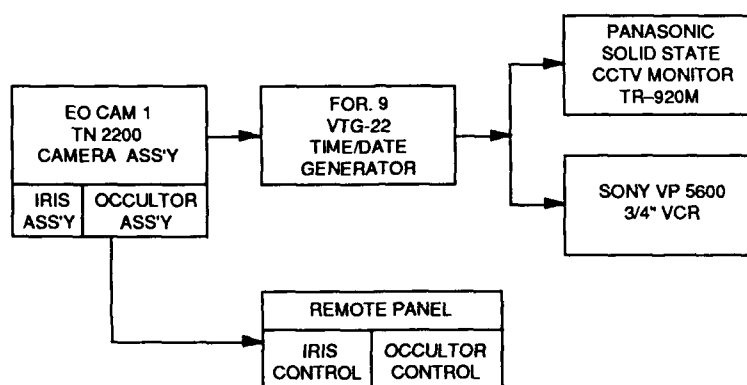 EO CAM 1
TN 2200
CAMERA ASS'Y
IRIS
ASS'Y
OCCULTOR
ASS'Y
FOR. 9
VTG-22
TIME/DATE
GENERATOR
PANASONIC
SOLID STATE
CCTV MONITOR
TR-920M
SONY VP 5600
3/4" VCR
REMOTE PANEL
IRIS
CONTROL
OCCULTOR
CONTROL